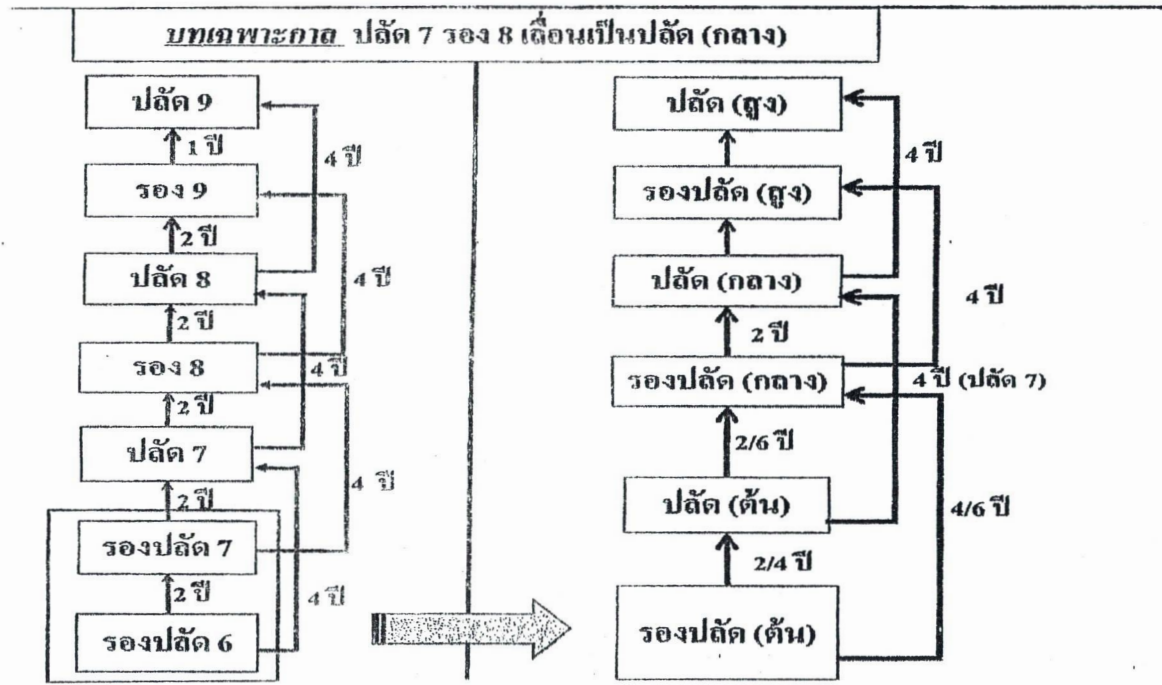 บทเฉพาะกาล ปลัด 7 รอง 8 เลื่อนเป็นปลัด (กลาง)
ปลัด 9
1 ปี
4 ปี
รอง 9
2 ปี
ปลัด 8
4 ปี
2 ปี
รอง 8
4 ปี
2 ปี
ปลัด 7
4 ปี
2 ปี
รองปลัด 7
2 ปี
4 ปี
รองปลัด 6
ปลัด (สูง)
4 ปี
รองปลัด (สูง)
ปลัด (กลาง)
4 ปี
2 ปี
รองปลัด (กลาง)
4 ปี (ปลัด 7)
2/6 ปี
ปลัด (ต้น)
4/6 ปี
2/4 ปี
รองปลัด (ต้น)